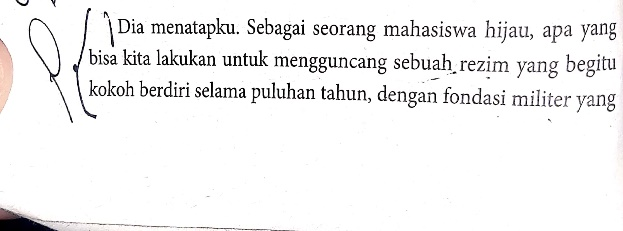 Dia menatapku. Sebagai seorang mahasiswa hijau, apa yang
bisa kita lakukan untuk mengguncang sebuah rezim yang begitu
kokoh berdiri selama puluhan tahun, dengan fondasi militer yang